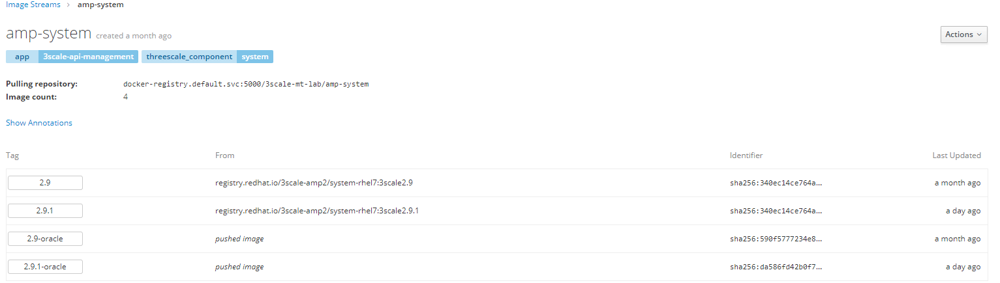 Image Streams › amp-system
amp-system created a month ago
Actions
app 3scale-api-management threescale_component system
Pulling repository: docker-registry.default.svc:5000/3scale-mt-lab/amp-system
Image count: 4
Show Annotations
Tag From Identifier Last Updated
2.9 registry.redhat.io/3scale-amp2/system-rhel7:3scale2.9 sha256:340ec14ce764a... a month ago
2.9.1 registry.redhat.io/3scale-amp2/system-rhel7:3scale2.9.1 sha256:340ec14ce764a... a day ago
2.9-oracle pushed image sha256:590f5777234e8... a month ago
2.9.1-oracle pushed image sha256:da586fd42b0f7... a day ago